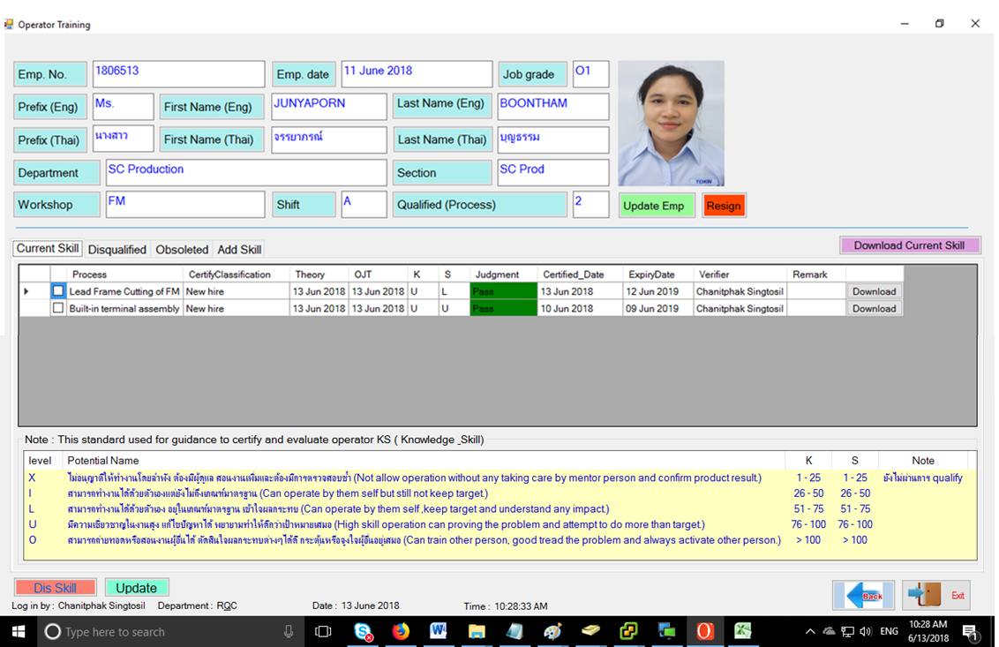 Operator Training
Emp. No. 1806513 Emp. date 11 June 2018 Job grade O1
Prefix (Eng) Ms. First Name (Eng) JUNYAPORN Last Name (Eng) BOONTHAM
Prefix (Thai) นางสาว First Name (Thai) จรรยาภรณ์ Last Name (Thai) บุญธรรม
TOKIN
Department SC Production Section SC Prod
Workshop FM Shift A Qualified (Process) 2 Update Emp Resign
Current Skill Disqualified Obsoleted Add Skill Download Current Skill
Process CertifyClassification Theory OJT K S Judgment Certified_Date ExpiryDate Verifier Remark
Lead Frame Cutting of FM New hire 13 Jun 2018 13 Jun 2018 U L Pass 13 Jun 2018 12 Jun 2019 Chanitphak Singtosil Download
Built-in terminal assembly New hire 13 Jun 2018 13 Jun 2018 U U Pass 10 Jun 2018 09 Jun 2019 Chanitphak Singtosil Download
Note : This standard used for guidance to certify and evaluate operator KS ( Knowledge _Skill)
level Potential Name K S Note
X ไม่อนุญาติให้ทำงานโดยลำพัง ต้องมีผู้ดูแล สอนงานเพิ่มและต้องมีการตรวจสอบซ้ำ (Not allow operation without any taking care by mentor person and confirm product result.) 1 - 25 1 - 25 ยังไม่ผ่านการ qualify
I สามารถทำงานได้ด้วยตัวเองแต่ยังไม่ถึงเกณฑ์มาตรฐาน (Can operate by them self but still not keep target.) 26 - 50 26 - 50
L สามารถทำงานได้ด้วยตัวเอง อยู่ในเกณฑ์มาตรฐาน เข้าใจผลกระทบ (Can operate by them self ,keep target and understand any impact.) 51 - 75 51 - 75
U มีความเชี่ยวชาญในงานสูง แก้ไขปัญหาได้ พยายามทำให้ดีกว่าเป้าหมายเสมอ (High skill operation can proving the problem and attempt to do more than target.) 76 - 100 76 - 100
O สามารถถ่ายทอดหรือสอนงานผู้อื่นได้ ตัดสินใจผลกระทบต่างๆได้ดี กระตุ้นหรือจูงใจผู้อื่นอยู่เสมอ (Can train other person, good tread the problem and always activate other person.) > 100 > 100
Dis Skill Update Back Exit
Log in by : Chanitphak Singtosil Department : RQC Date : 13 June 2018 Time : 10:28:33 AM
Type here to search ENG 10:28 AM
6/13/2018 1